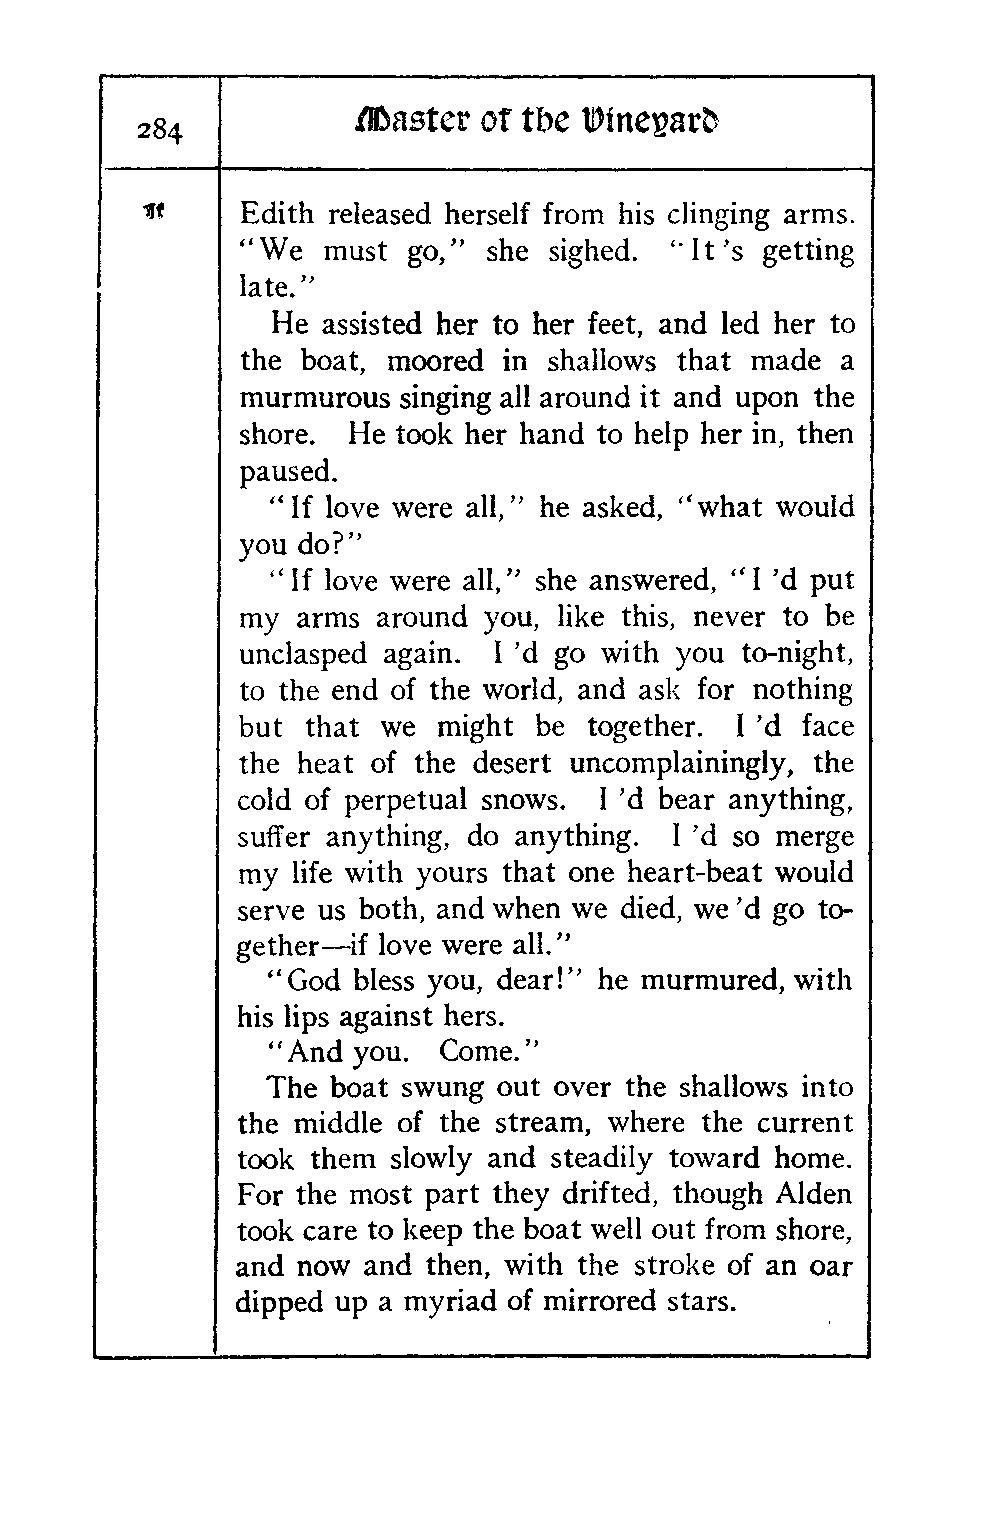 284
Master of the Vineyard
If
Edith released herself from his clinging arms.
"We must go," she sighed. "It 's getting
late."
He assisted her to her feet, and led her to
the boat, moored in shallows that made a
murmurous singing all around it and upon the
shore. He took her hand to help her in, then
paused.
"If love were all," he asked, "what would
you do?"
"If love were all," she answered, "I 'd put
my arms around you, like this, never to be
unclasped again. I 'd go with you to-night,
to the end of the world, and ask for nothing
but that we might be together. I 'd face
the heat of the desert uncomplainingly, the
cold of perpetual snows. I 'd bear anything,
suffer anything, do anything. I 'd so merge
my life with yours that one heart-beat would
serve us both, and when we died, we 'd go to-
gether—if love were all."
"God bless you, dear!" he murmured, with
his lips against hers.
"And you. Come."
The boat swung out over the shallows into
the middle of the stream, where the current
took them slowly and steadily toward home.
For the most part they drifted, though Alden
took care to keep the boat well out from shore,
and now and then, with the stroke of an oar
dipped up a myriad of mirrored stars.